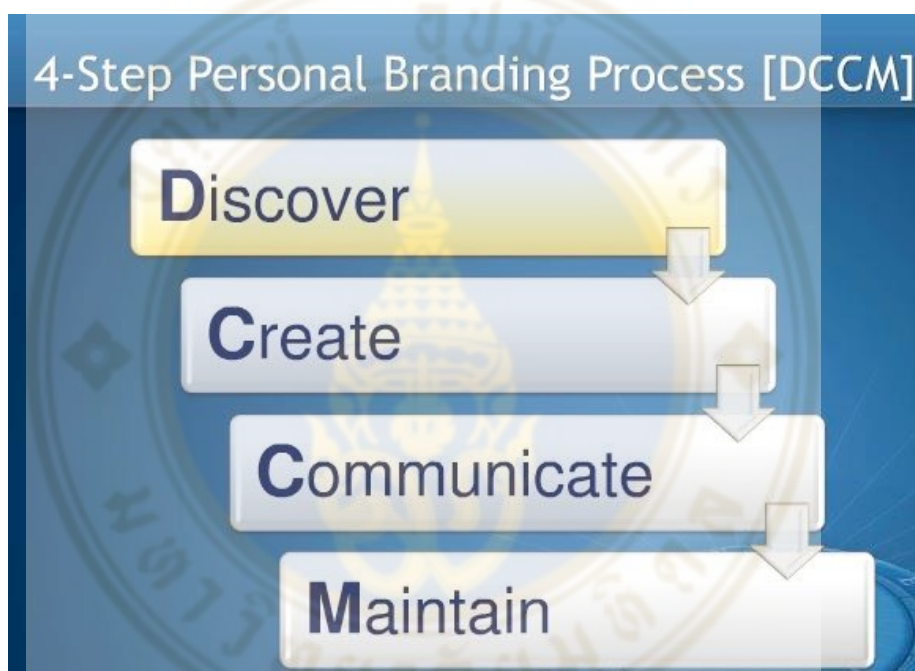 4-Step Personal Branding Process [DCCM]
Discover
Create
Communicate
Maintain